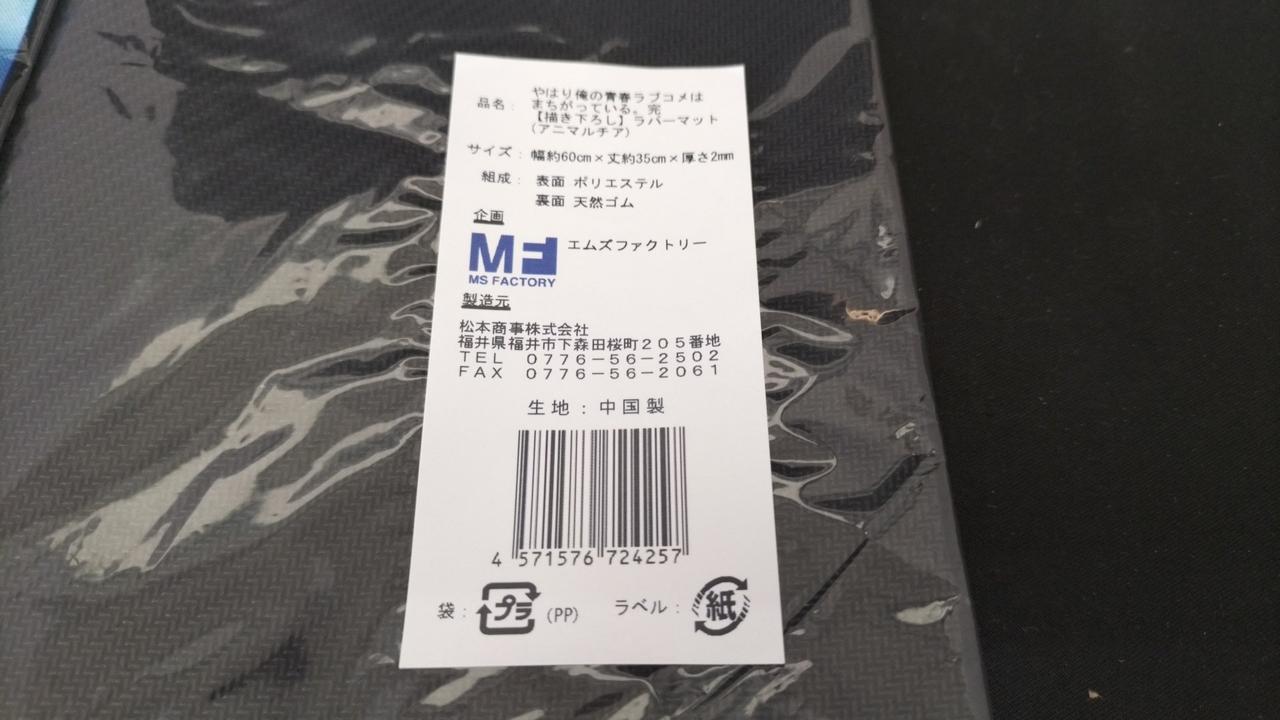 品名： やはり俺の青春ラブコメは
まちがっている。完
【描き下ろし】ラバーマット
(アニマルチア)
サイズ： 幅約60cm×丈約35cm×厚さ2mm
組成： 表面 ポリエステル
裏面 天然ゴム
企画
MF エムズファクトリー
MS FACTORY
製造元
松本商事株式会社
福井県福井市下森田桜町２０５番地
ＴＥＬ　０７７６－５６－２５０２
ＦＡＸ　０７７６－５６－２０６１
生地：中国製
4 571576 724257
袋： プラ (PP) ラベル： 紙